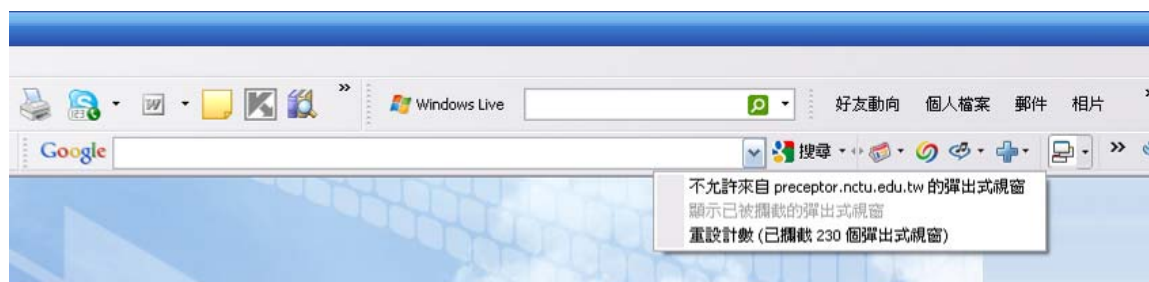 123 W » Windows Live 好友動向 個人檔案 郵件 相片 »
Google 搜尋 »
不允許來自 preceptor.nctu.edu.tw 的彈出式視窗
顯示已被攔截的彈出式視窗
重設計數 (已攔截 230 個彈出式視窗)